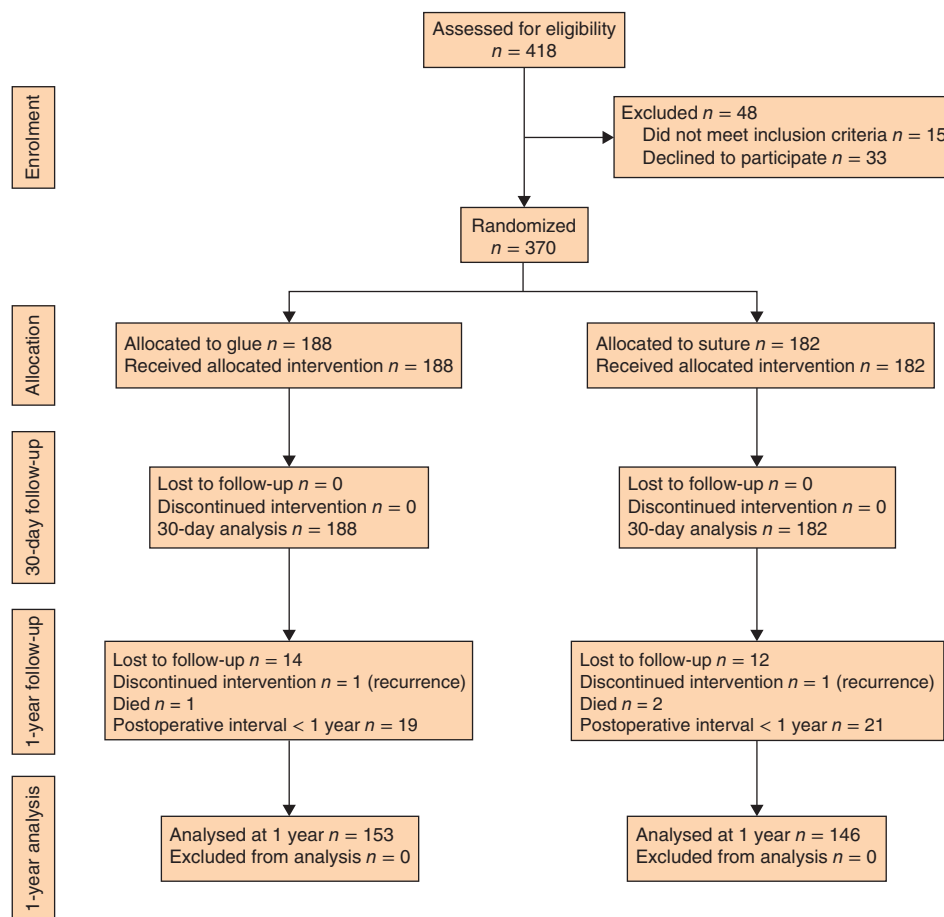 Assessed for eligibility
n = 418
Enrolment
Excluded n = 48
Did not meet inclusion criteria n = 15
Declined to participate n = 33
Randomized
n = 370
Allocation
Allocated to glue n = 188
Received allocated intervention n = 188
Allocated to suture n = 182
Received allocated intervention n = 182
30-day follow-up
Lost to follow-up n = 0
Discontinued intervention n = 0
30-day analysis n = 188
Lost to follow-up n = 0
Discontinued intervention n = 0
30-day analysis n = 182
1-year follow-up
Lost to follow-up n = 14
Discontinued intervention n = 1 (recurrence)
Died n = 1
Postoperative interval < 1 year n = 19
Lost to follow-up n = 12
Discontinued intervention n = 1 (recurrence)
Died n = 2
Postoperative interval < 1 year n = 21
1-year analysis
Analysed at 1 year n = 153
Excluded from analysis n = 0
Analysed at 1 year n = 146
Excluded from analysis n = 0